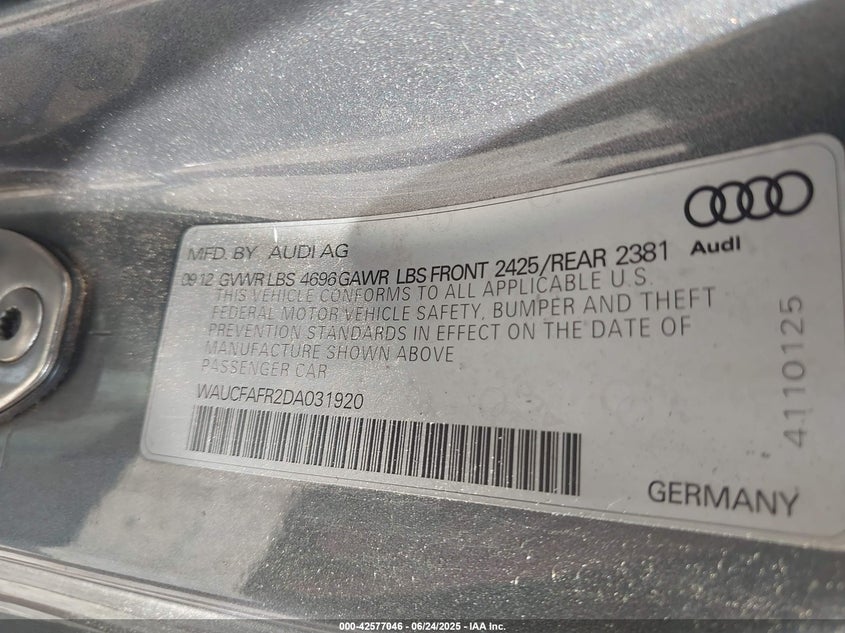 MFD. BY AUDI AG
Audi
09 12 GVWR LBS 4696 GAWR LBS FRONT 2425/REAR 2381
THIS VEHICLE CONFORMS TO ALL APPLICABLE U.S.
FEDERAL MOTOR VEHICLE SAFETY, BUMPER AND THEFT
PREVENTION STANDARDS IN EFFECT ON THE DATE OF
MANUFACTURE SHOWN ABOVE
PASSENGER CAR
WAUCFAFR2DA031920
4110125
GERMANY
000-42577046 - 06/24/2025 - IAA Inc.